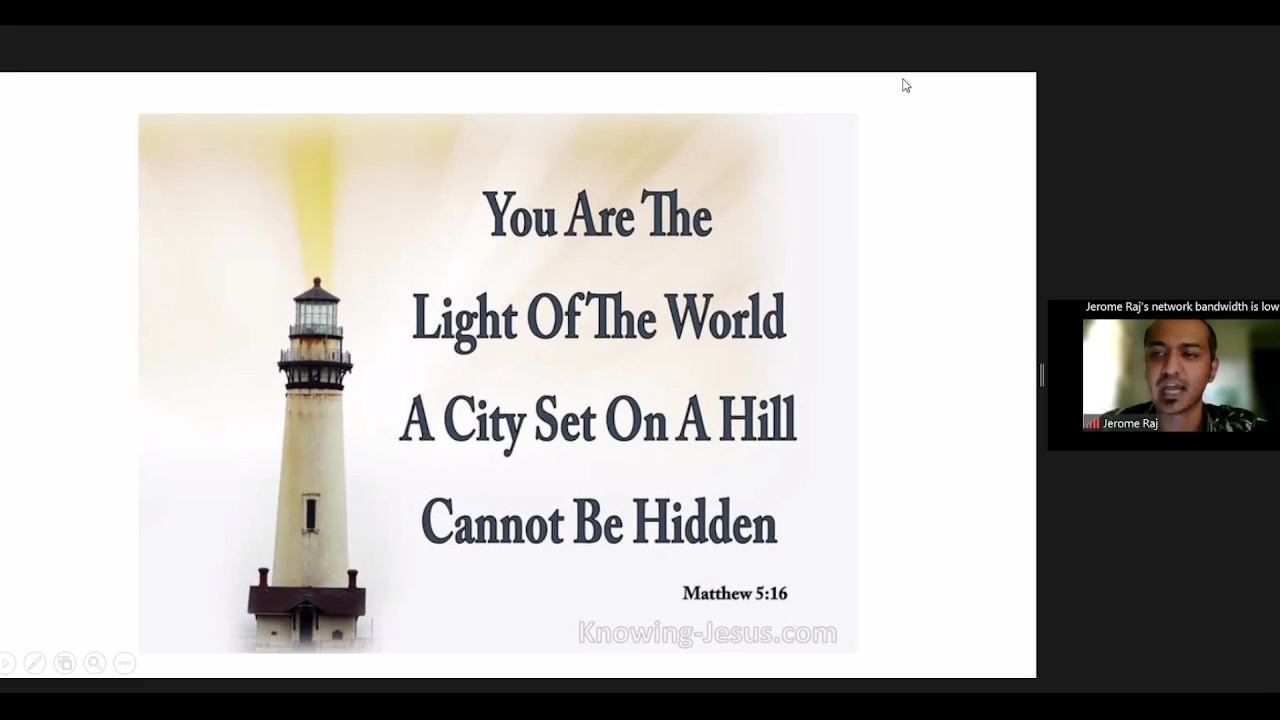 You Are The
Light Of The World
A City Set On A Hill
Cannot Be Hidden
Matthew 5:16
Knowing-Jesus.com
Jerome Raj's network bandwidth is low
Jerome Raj